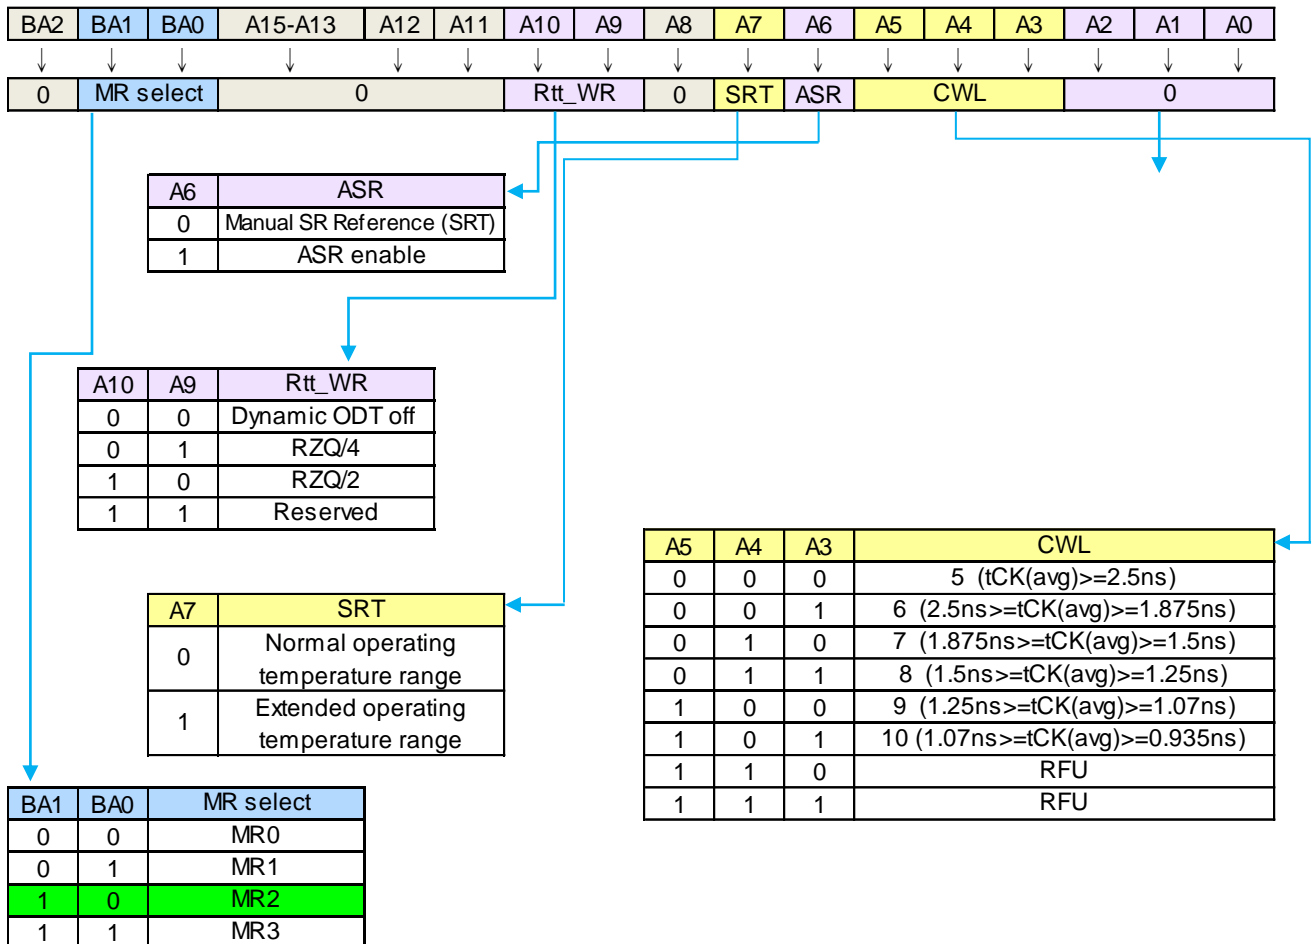 BA2 BA1 BA0 A15-A13 A12 A11 A10 A9 A8 A7 A6 A5 A4 A3 A2 A1 A0
0 MR select 0 Rtt_WR 0 SRT ASR CWL 0
A6 ASR
0 Manual SR Reference (SRT)
1 ASR enable
A10 A9 Rtt_WR
0 0 Dynamic ODT off
0 1 RZQ/4
1 0 RZQ/2
1 1 Reserved
A7 SRT
0 Normal operating
temperature range
1 Extended operating
temperature range
A5 A4 A3 CWL
0 0 0 5 (tCK(avg)>=2.5ns)
0 0 1 6 (2.5ns>=tCK(avg)>=1.875ns)
0 1 0 7 (1.875ns>=tCK(avg)>=1.5ns)
0 1 1 8 (1.5ns>=tCK(avg)>=1.25ns)
1 0 0 9 (1.25ns>=tCK(avg)>=1.07ns)
1 0 1 10 (1.07ns>=tCK(avg)>=0.935ns)
1 1 0 RFU
1 1 1 RFU
BA1 BA0 MR select
0 0 MR0
0 1 MR1
1 0 MR2
1 1 MR3